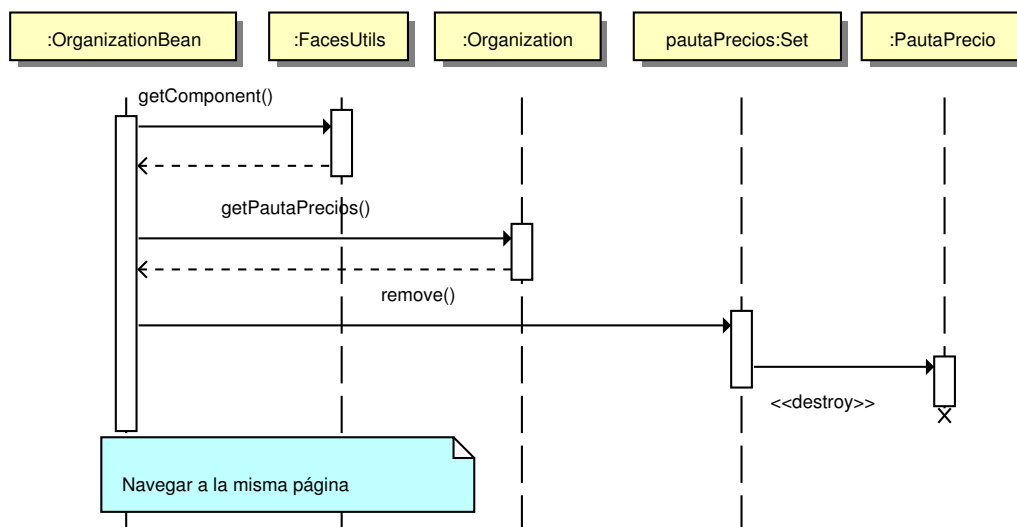 :OrganizationBean
:FacesUtils
:Organization
pautaPrecios:Set
:PautaPrecio
getComponent()
getPautaPrecios()
remove()
<<destroy>>
Navegar a la misma página